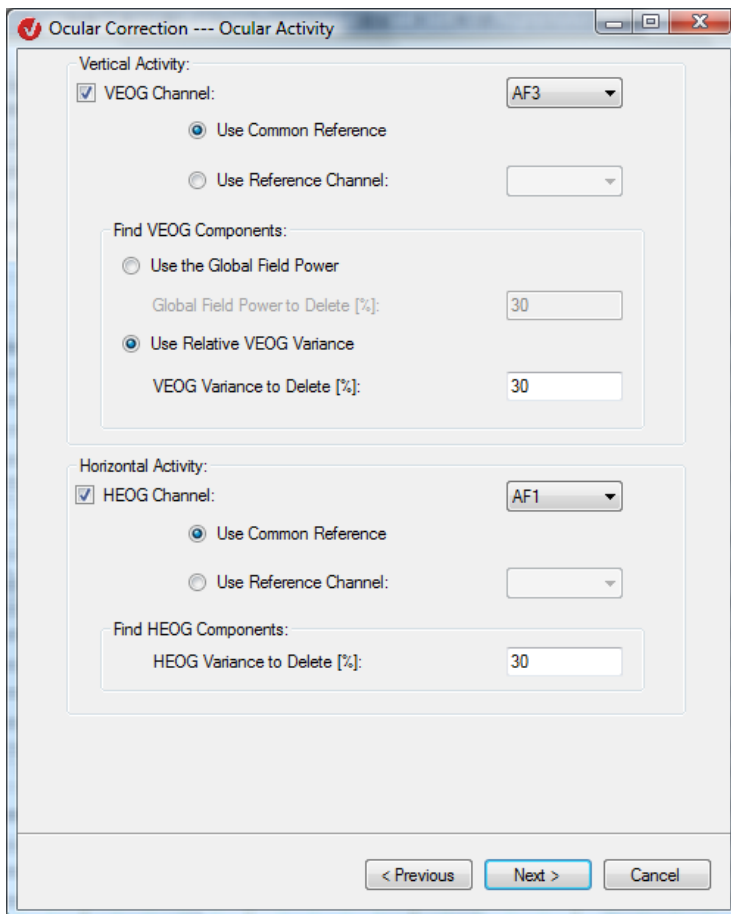 Ocular Correction --- Ocular Activity
Vertical Activity:
VEOG Channel: AF3
Use Common Reference
Use Reference Channel:
Find VEOG Components:
Use the Global Field Power
Global Field Power to Delete [%]: 30
Use Relative VEOG Variance
VEOG Variance to Delete [%]: 30
Horizontal Activity:
HEOG Channel: AF1
Use Common Reference
Use Reference Channel:
Find HEOG Components:
HEOG Variance to Delete [%]: 30
< Previous Next > Cancel